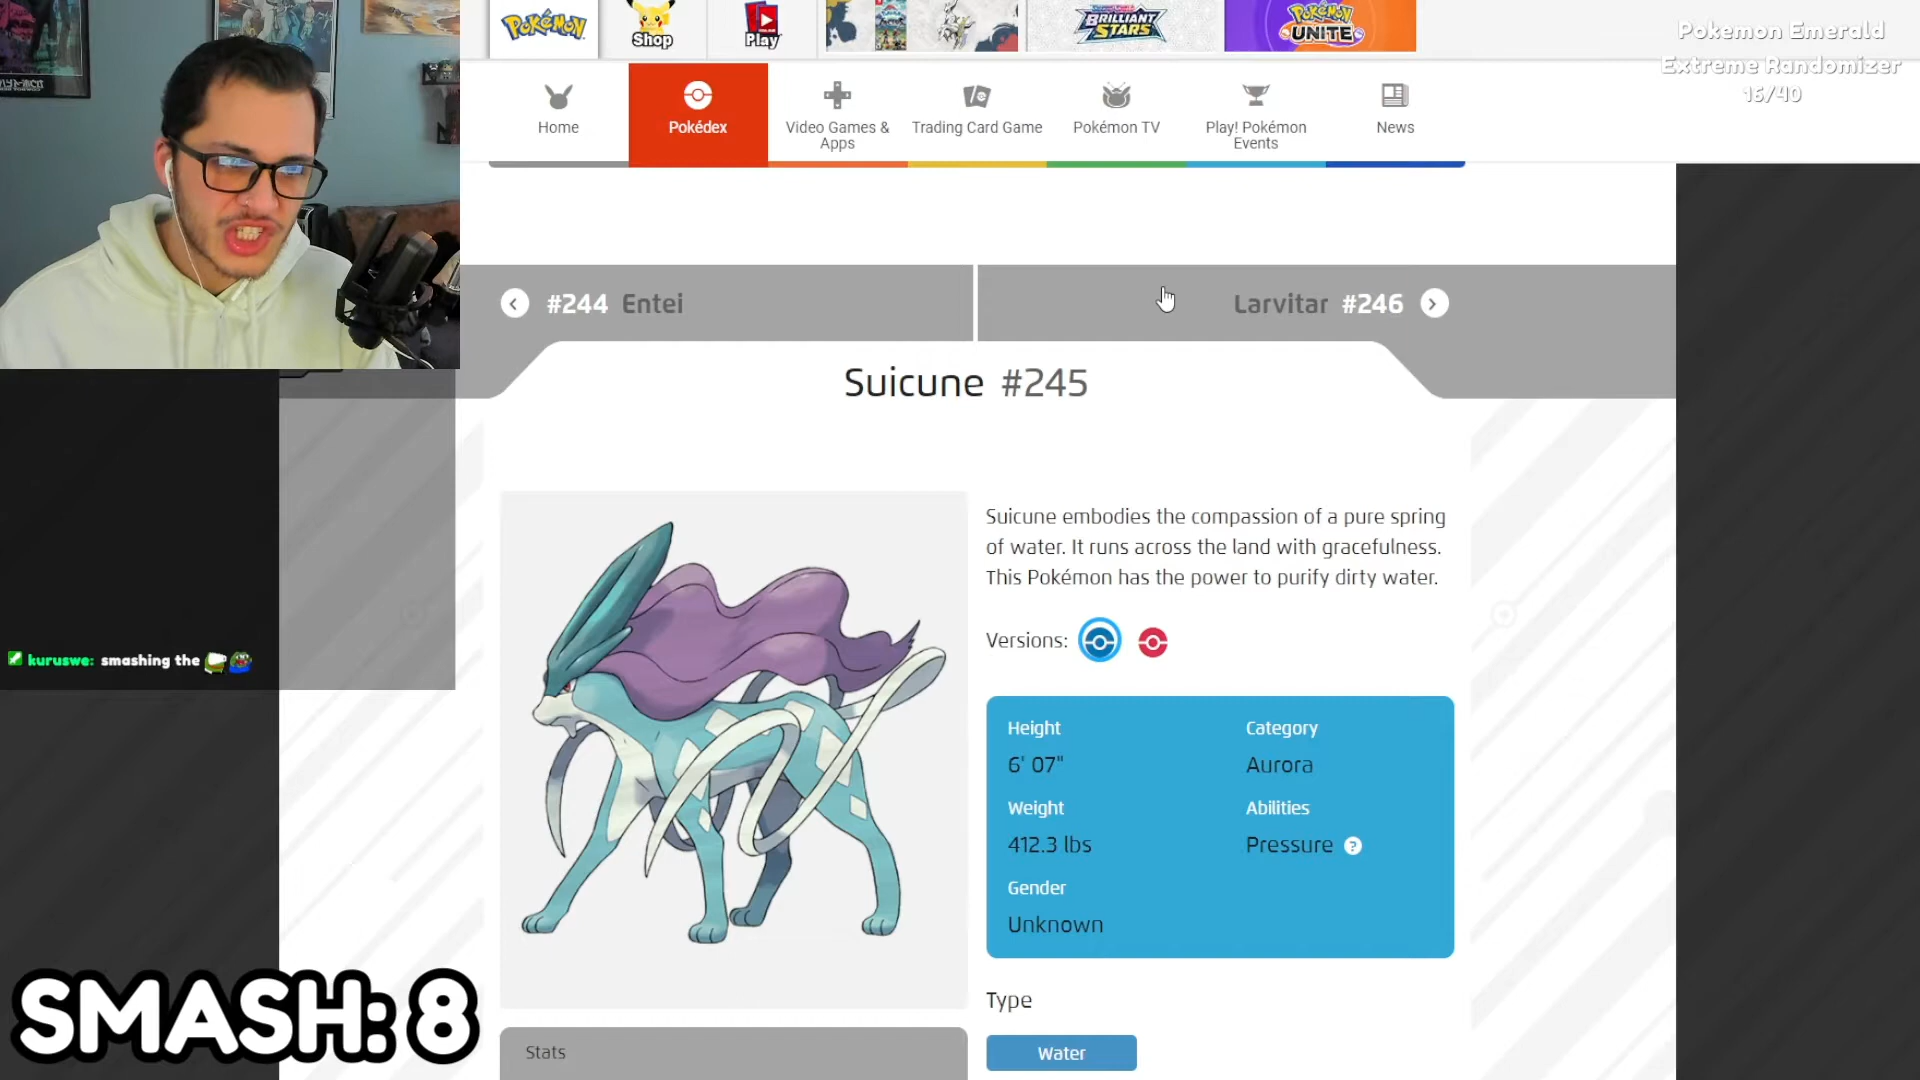 Pokémon
Shop
Play
BRILLIANT
STARS
Pokémon
UNITE
Pokemon Emerald
Extreme Randomizer
16/40
Home
Pokédex
Video Games &
Apps
Trading Card Game
Pokémon TV
Play! Pokémon
Events
News
#244 Entei
Larvitar #246
Suicune #245
Suicune embodies the compassion of a pure spring
of water. It runs across the land with gracefulness.
This Pokémon has the power to purify dirty water.
Versions:
Height
6' 07"
Category
Aurora
Weight
412.3 lbs
Abilities
Pressure ?
Gender
Unknown
Type
Water
Stats
kuruswe: smashing the
SMASH: 8